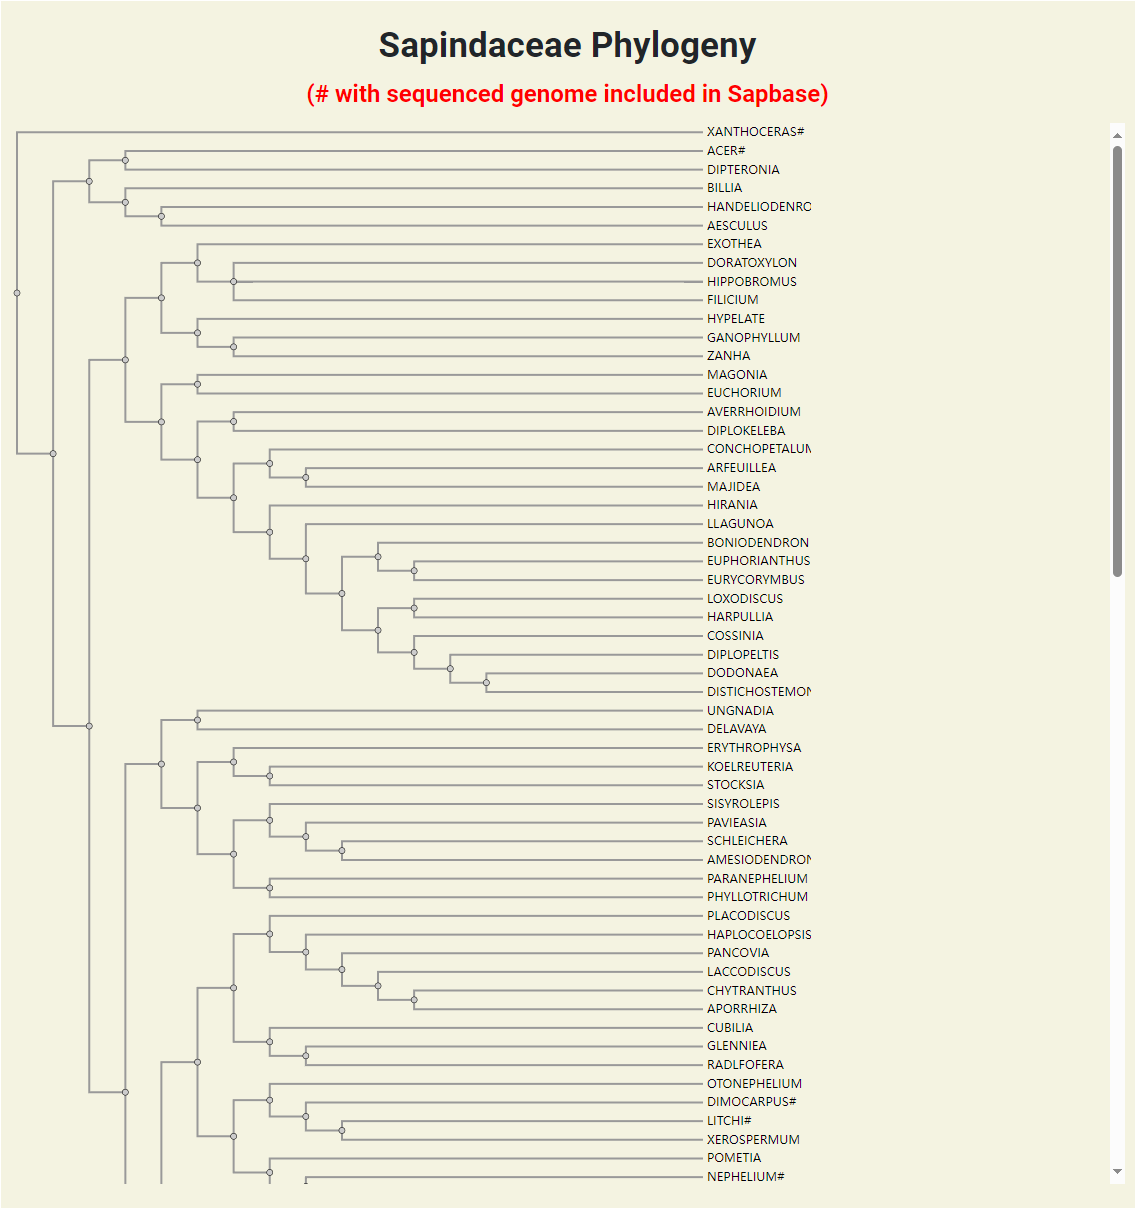 Sapindaceae Phylogeny
(# with sequenced genome included in Sapbase)
XANTHOCERAS#
ACER#
DIPTERONIA
BILLIA
HANDELIODENRO
AESCULUS
EXOTHEA
DORATOXYLON
HIPPOBROMUS
FILICIUM
HYPELATE
GANOPHYLLUM
ZANHA
MAGONIA
EUCHORIUM
AVERRHOIDIUM
DIPLOKELEBA
CONCHOPETALUM
ARFEUILLEA
MAJIDEA
HIRANIA
LLAGUNOA
BONIODENDRON
EUPHORIANTHUS
EURYCORYMBUS
LOXODISCUS
HARPULLIA
COSSINIA
DIPLOPELTIS
DODONAEA
DISTICHOSTEMON
UNGNADIA
DELAVAYA
ERYTHROPHYSA
KOELREUTERIA
STOCKSIA
SISYROLEPIS
PAVIEASIA
SCHLEICHERA
AMESIODENDRON
PARANEPHELIUM
PHYLLOTRICHUM
PLACODISCUS
HAPLOCOELOPSIS
PANCOVIA
LACCODISCUS
CHYTRANTHUS
APORRHIZA
CUBILIA
GLENNIEA
RADLFOFERA
OTONEPHELIUM
DIMOCARPUS#
LITCHI#
XEROSPERMUM
POMETIA
NEPHELIUM#